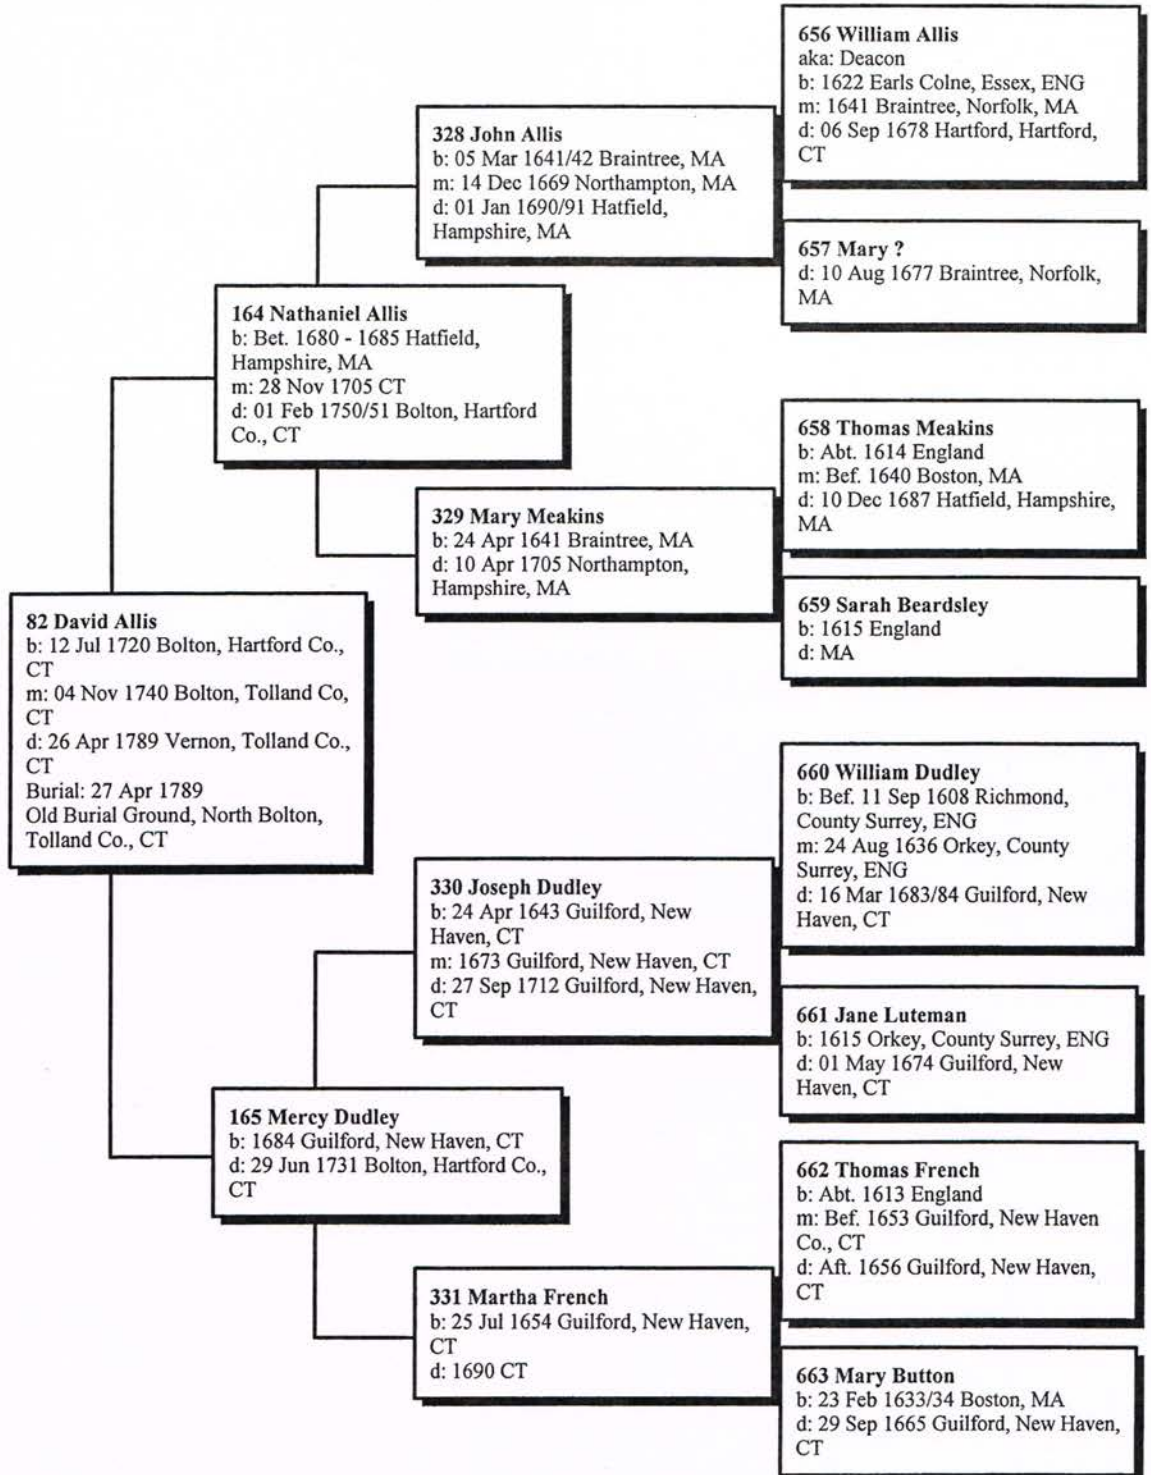 656 William Allis
aka: Deacon
b: 1622 Earls Colne, Essex, ENG
m: 1641 Braintree, Norfolk, MA
d: 06 Sep 1678 Hartford, Hartford,
CT
328 John Allis
b: 05 Mar 1641/42 Braintree, MA
m: 14 Dec 1669 Northampton, MA
d: 01 Jan 1690/91 Hatfield,
Hampshire, MA
657 Mary ?
d: 10 Aug 1677 Braintree, Norfolk,
MA
164 Nathaniel Allis
b: Bet. 1680 - 1685 Hatfield,
Hampshire, MA
m: 28 Nov 1705 CT
d: 01 Feb 1750/51 Bolton, Hartford
Co., CT
658 Thomas Meakins
b: Abt. 1614 England
m: Bef. 1640 Boston, MA
d: 10 Dec 1687 Hatfield, Hampshire,
MA
329 Mary Meakins
b: 24 Apr 1641 Braintree, MA
d: 10 Apr 1705 Northampton,
Hampshire, MA
659 Sarah Beardsley
b: 1615 England
d: MA
82 David Allis
b: 12 Jul 1720 Bolton, Hartford Co.,
CT
m: 04 Nov 1740 Bolton, Tolland Co,
CT
d: 26 Apr 1789 Vernon, Tolland Co.,
CT
Burial: 27 Apr 1789
Old Burial Ground, North Bolton,
Tolland Co., CT
660 William Dudley
b: Bef. 11 Sep 1608 Richmond,
County Surrey, ENG
m: 24 Aug 1636 Orkey, County
Surrey, ENG
d: 16 Mar 1683/84 Guilford, New
Haven, CT
330 Joseph Dudley
b: 24 Apr 1643 Guilford, New
Haven, CT
m: 1673 Guilford, New Haven, CT
d: 27 Sep 1712 Guilford, New Haven,
CT
661 Jane Luteman
b: 1615 Orkey, County Surrey, ENG
d: 01 May 1674 Guilford, New
Haven, CT
165 Mercy Dudley
b: 1684 Guilford, New Haven, CT
d: 29 Jun 1731 Bolton, Hartford Co.,
CT
662 Thomas French
b: Abt. 1613 England
m: Bef. 1653 Guilford, New Haven
Co., CT
d: Aft. 1656 Guilford, New Haven,
CT
331 Martha French
b: 25 Jul 1654 Guilford, New Haven,
CT
d: 1690 CT
663 Mary Button
b: 23 Feb 1633/34 Boston, MA
d: 29 Sep 1665 Guilford, New Haven,
CT